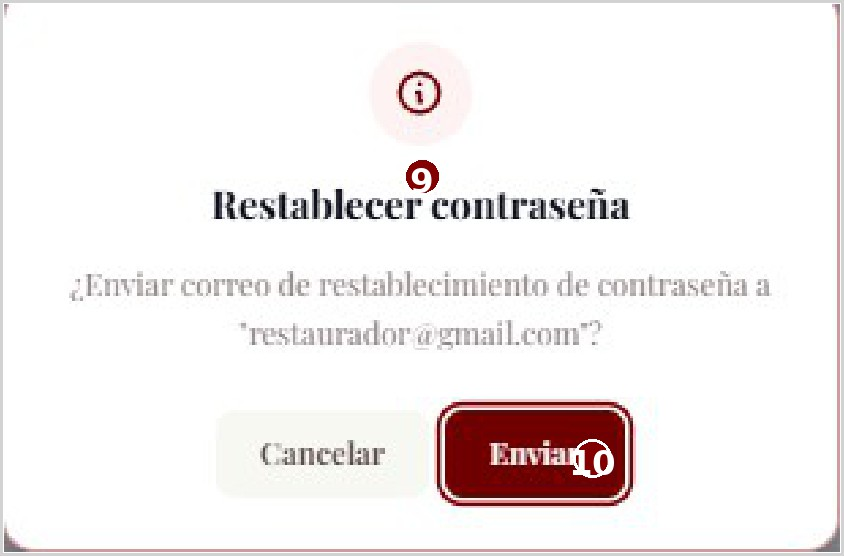 9
Restablecer contraseña
¿Enviar correo de restablecimiento de contraseña a
"restaurador@gmail.com"?
Cancelar
Enviar
10